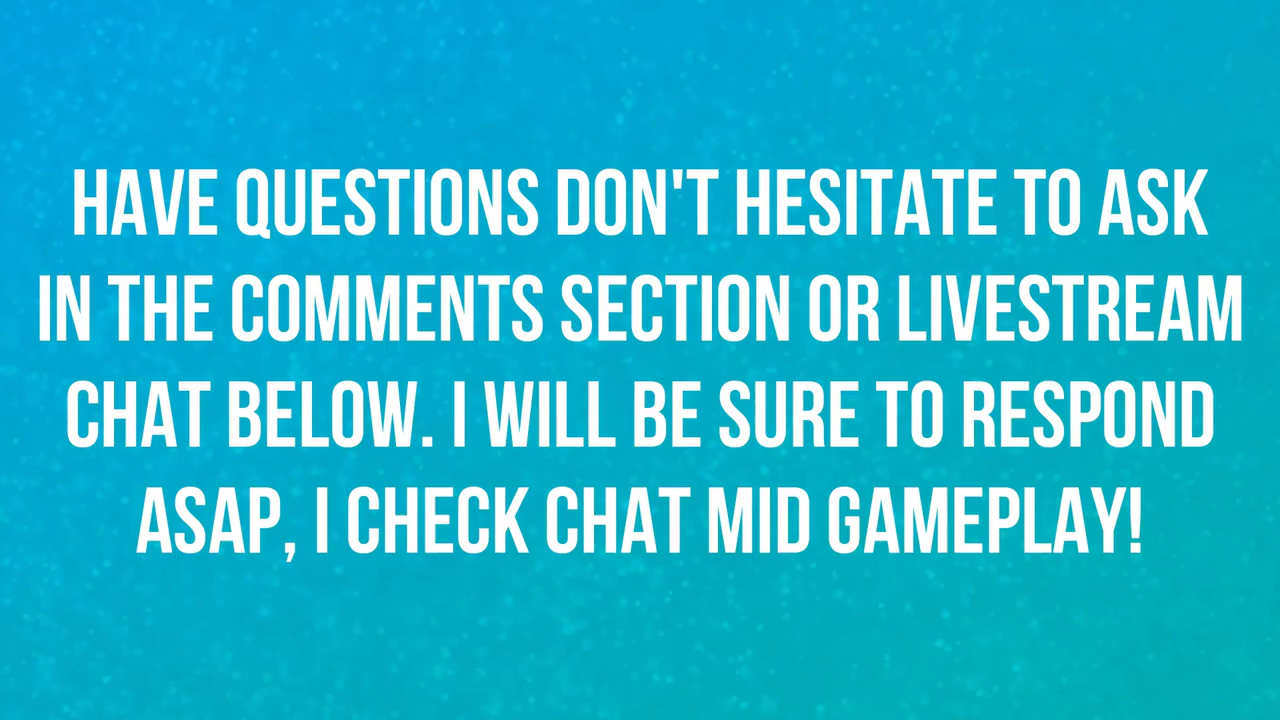 HAVE QUESTIONS DON'T HESITATE TO ASK
IN THE COMMENTS SECTION OR LIVESTREAM
CHAT BELOW. I WILL BE SURE TO RESPOND
ASAP, I CHECK CHAT MID GAMEPLAY!